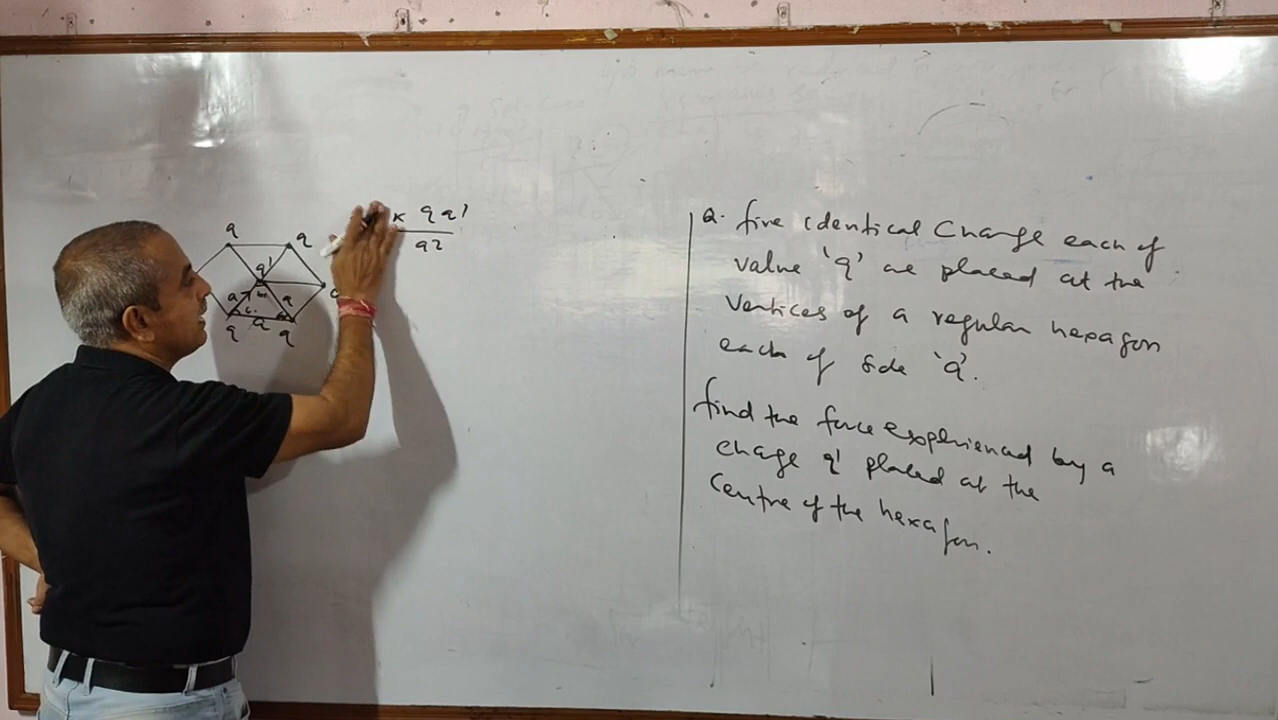 q q
q'
a a
q a q
× qq'
a2
Q. five identical Charge each of
value 'q' are placed at the
Vertices of a regular hexagon
each of side 'a'.
find the force experienced by a
charge q' placed at the
Centre of the hexagon.